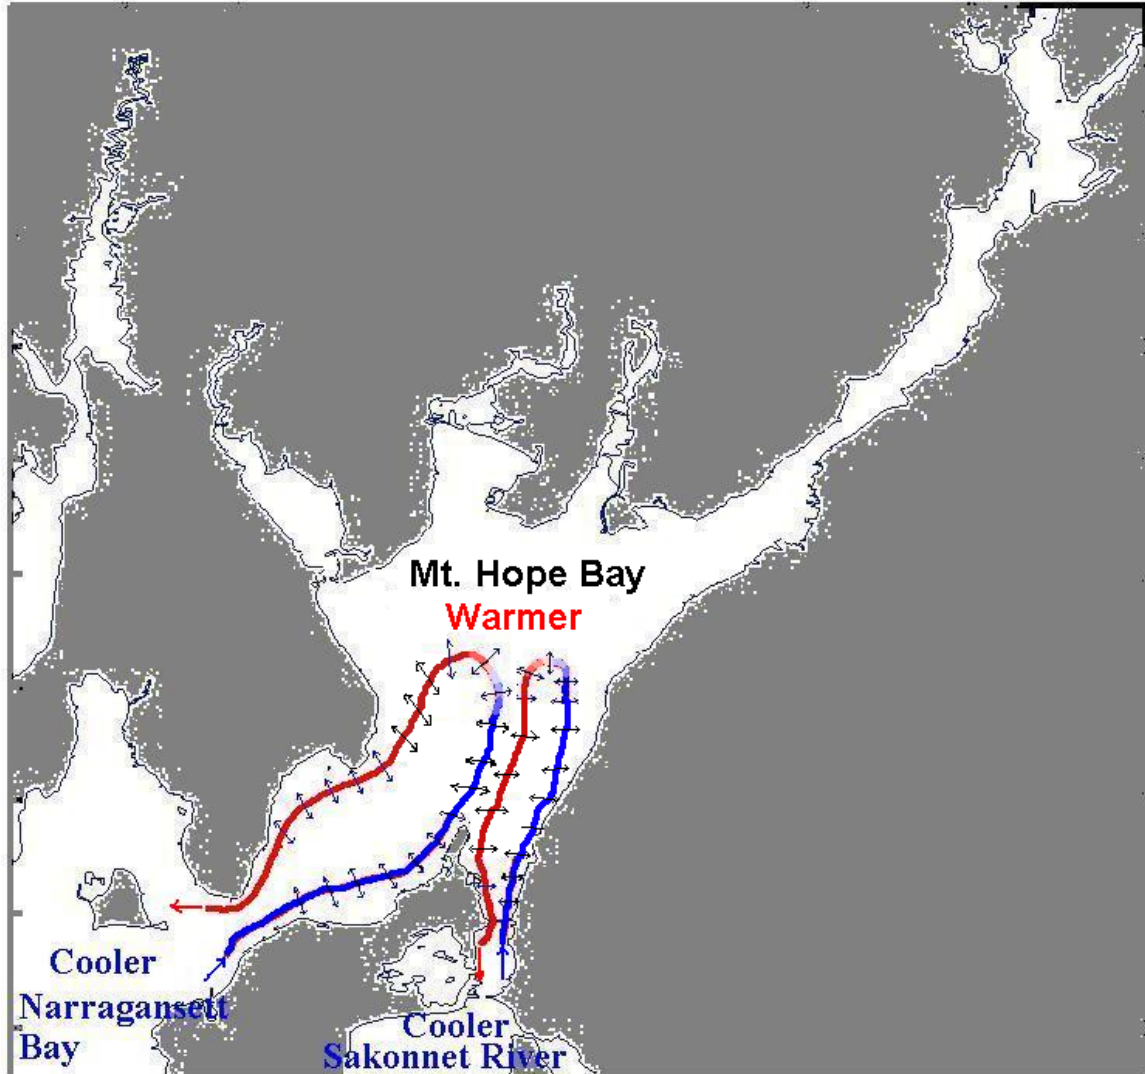 Mt. Hope Bay
Warmer
Cooler
Narragansett
Bay
Cooler
Sakonnet River